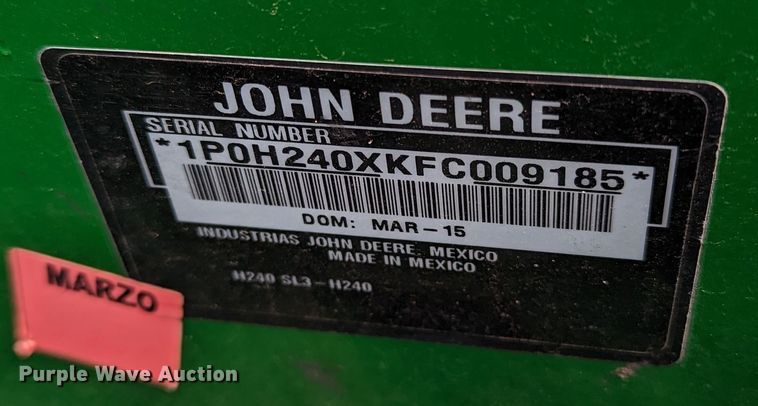 JOHN DEERE
SERIAL NUMBER
*1P0H240XKFC009185*
DOM: MAR-15
INDUSTRIAS JOHN DEERE, MEXICO
MADE IN MEXICO
H240 SL3-H240
MARZO
Purple Wave Auction